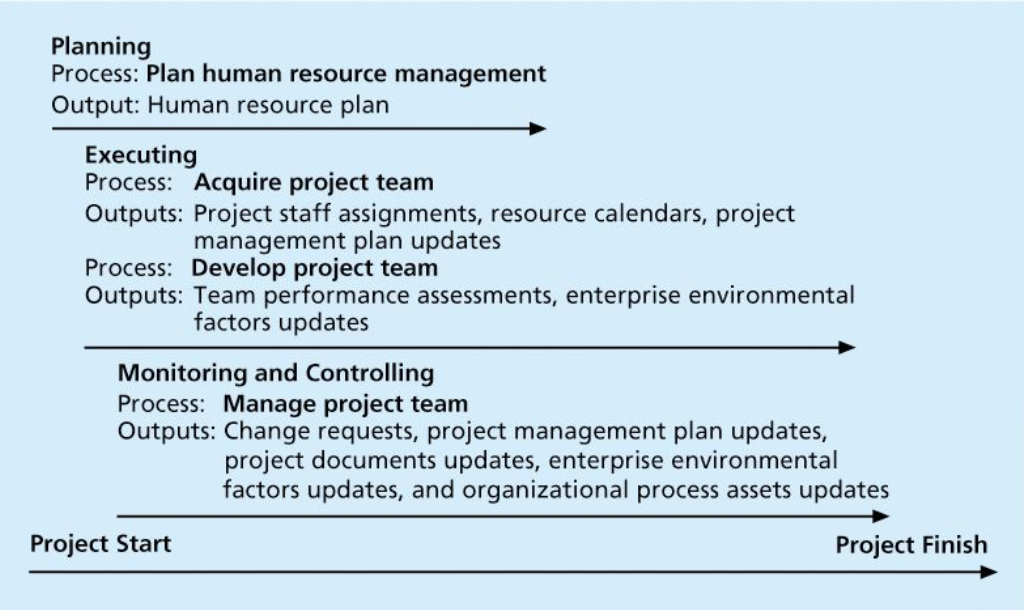 Planning
Process: Plan human resource management
Output: Human resource plan
Executing
Process: Acquire project team
Outputs: Project staff assignments, resource calendars, project
management plan updates
Process: Develop project team
Outputs: Team performance assessments, enterprise environmental
factors updates
Monitoring and Controlling
Process: Manage project team
Outputs: Change requests, project management plan updates,
project documents updates, enterprise environmental
factors updates, and organizational process assets updates
Project Start Project Finish